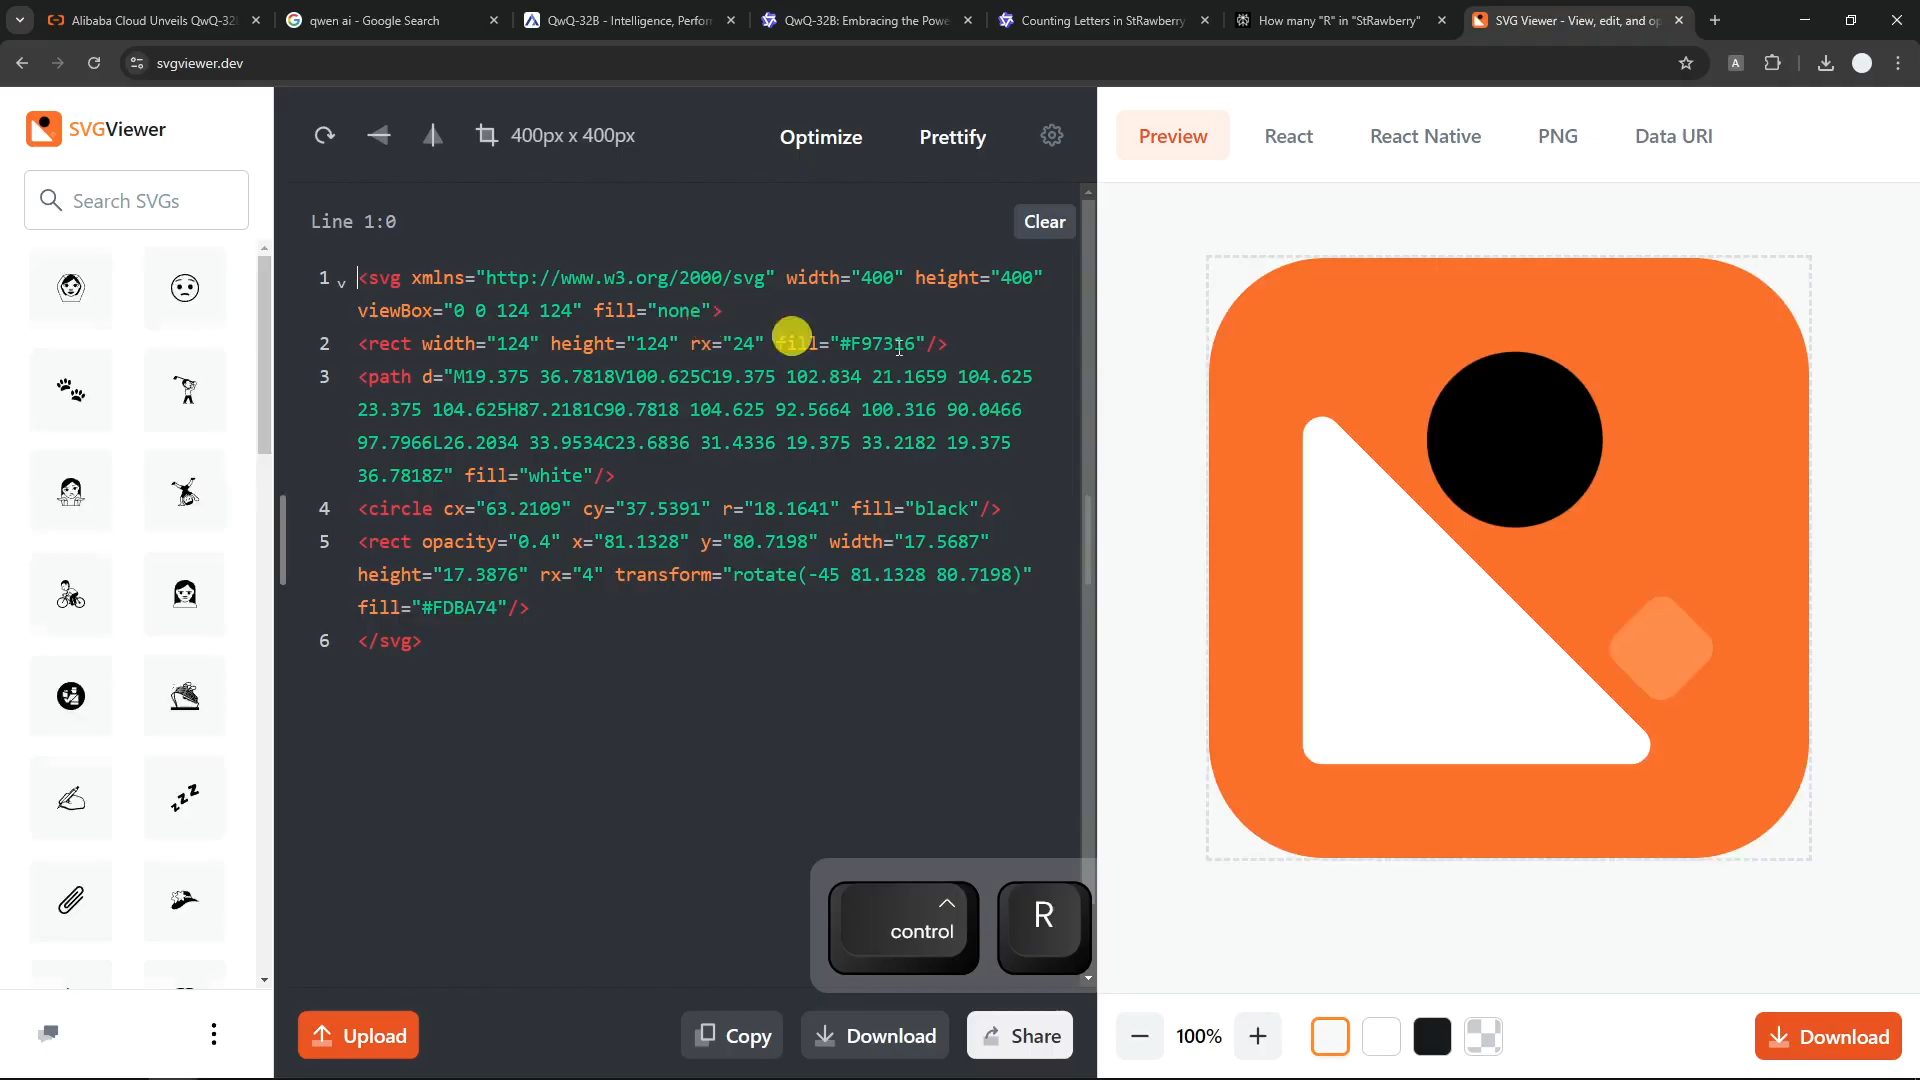 Alibaba Cloud Unveils QwQ-32
qwen ai - Google Search
QwQ-32B - Intelligence, Perfor
QwQ-32B: Embracing the Powe
Counting Letters in StRawberry
How many "R" in "StRawberry"
SVG Viewer - View, edit, and op
svgviewer.dev
A
SVGViewer
Search SVGs
400px x 400px
Optimize
Prettify
Line 1:0
Clear
1 <svg xmlns="http://www.w3.org/2000/svg" width="400" height="400"
viewBox="0 0 124 124" fill="none">
2 <rect width="124" height="124" rx="24" fill="#F97316"/>
3 <path d="M19.375 36.7818V100.625C19.375 102.834 21.1659 104.625
23.375 104.625H87.2181C90.7818 104.625 92.5664 100.316 90.0466
97.7966L26.2034 33.9534C23.6836 31.4336 19.375 33.2182 19.375
36.7818Z" fill="white"/>
4 <circle cx="63.2109" cy="37.5391" r="18.1641" fill="black"/>
5 <rect opacity="0.4" x="81.1328" y="80.7198" width="17.5687"
height="17.3876" rx="4" transform="rotate(-45 81.1328 80.7198)"
fill="#FDBA74"/>
6 </svg>
control
R
Upload
Copy
Download
Share
Preview
React
React Native
PNG
Data URI
100%
Download